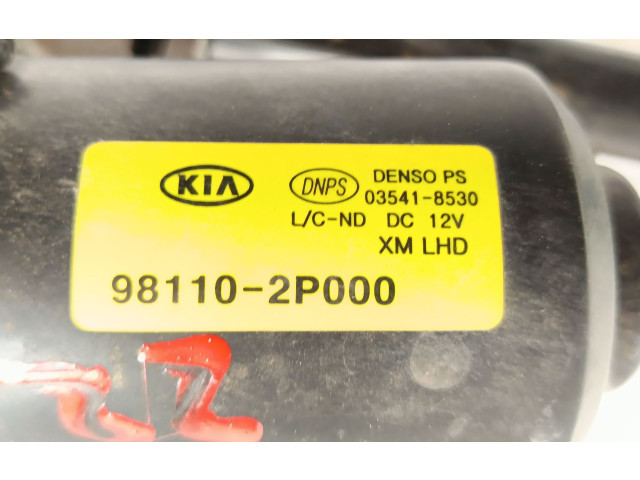 KIA DNPS DENSO PS
03541-8530
L/C-ND DC 12V
XM LHD
98110-2P000